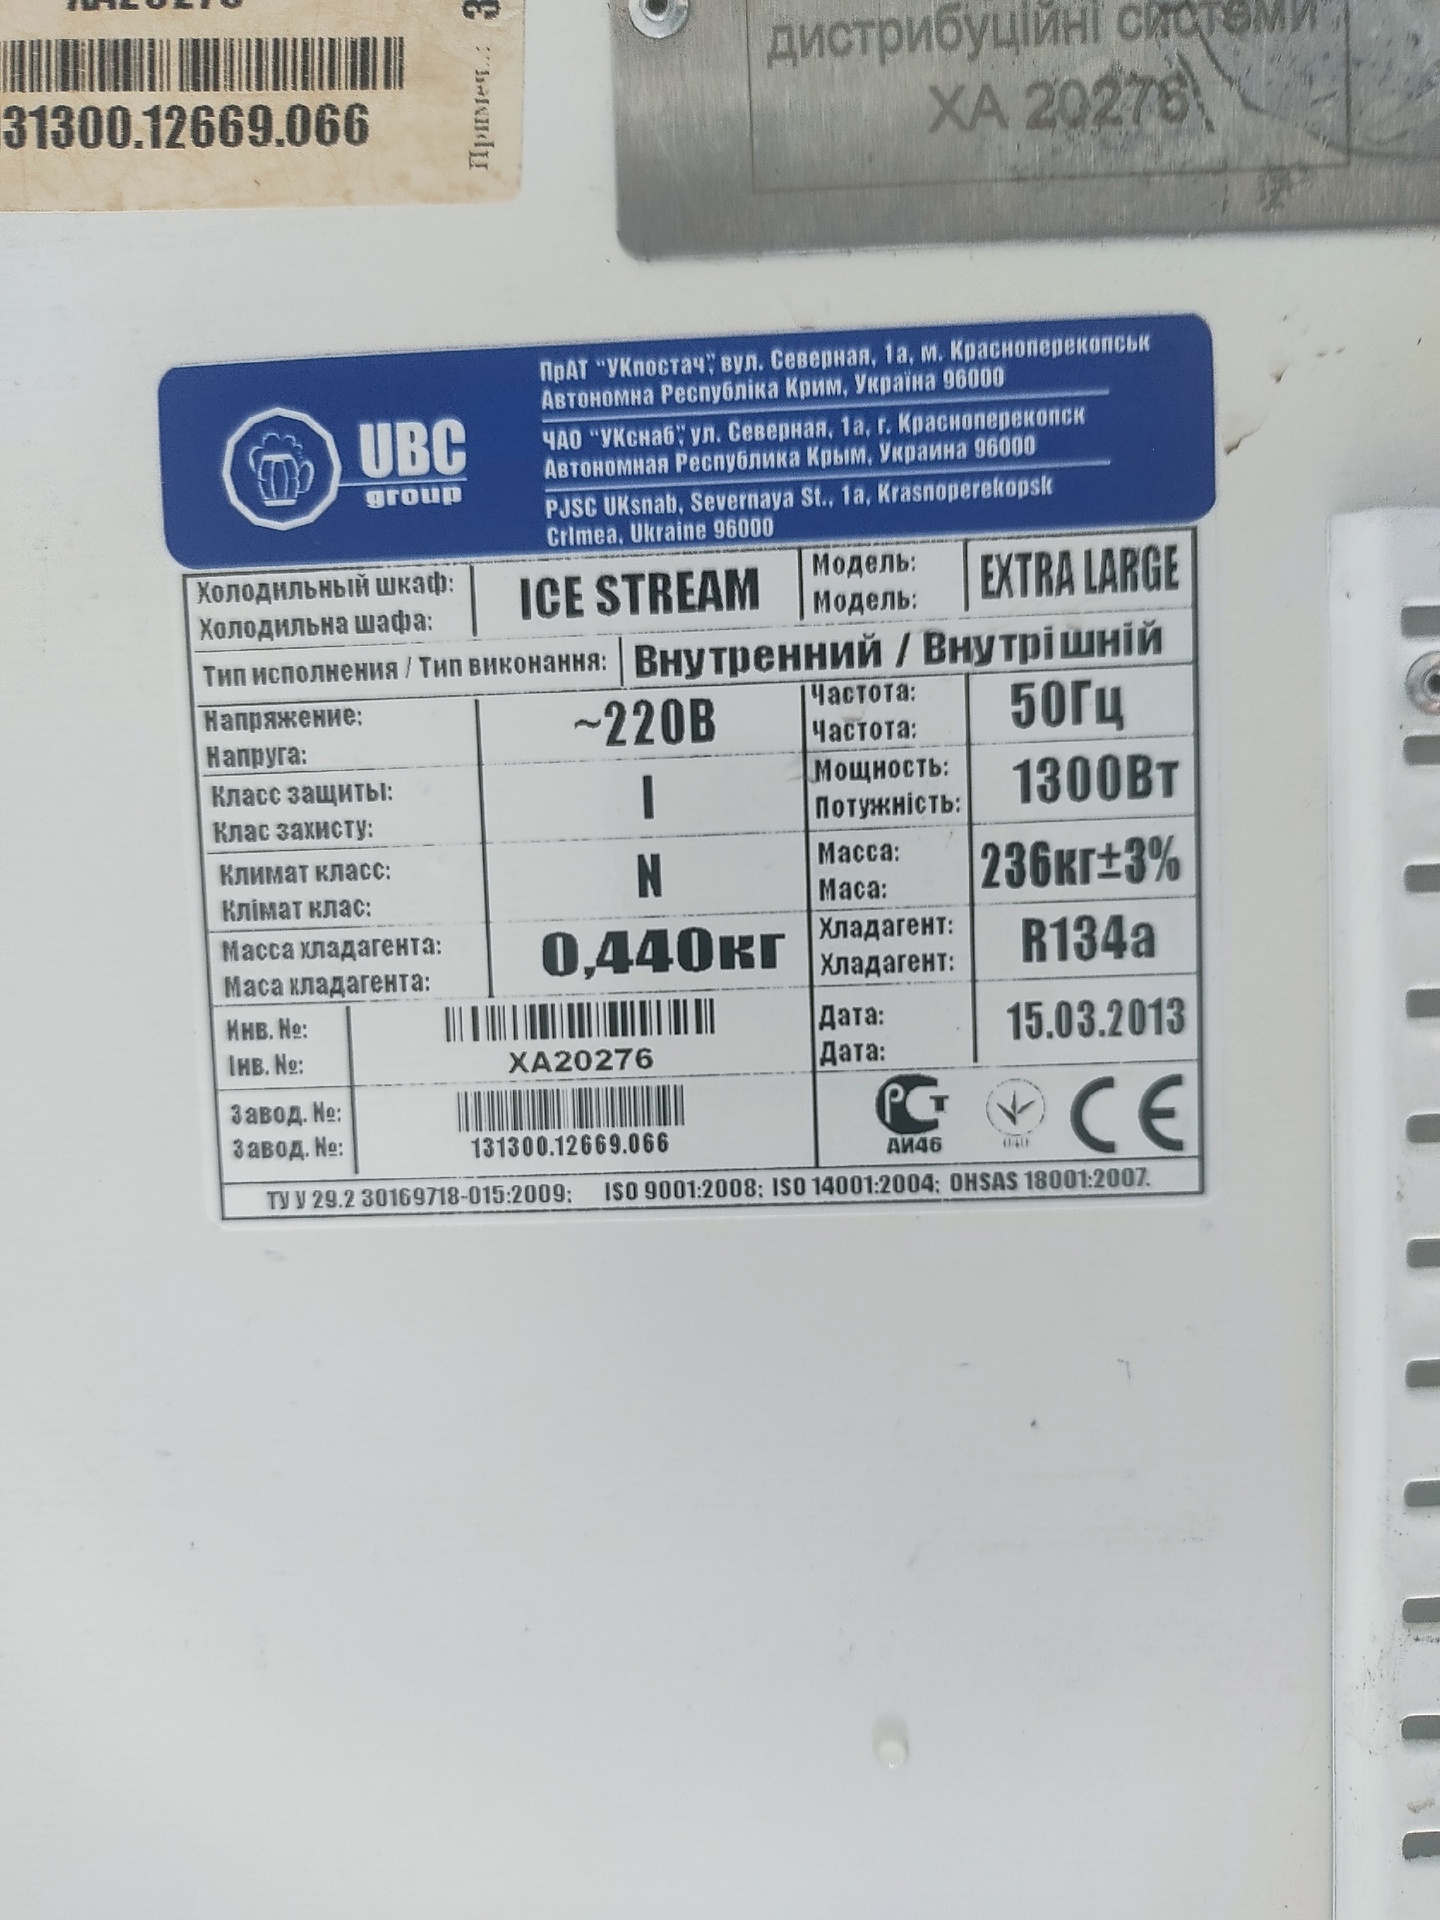 31300.12669.066
Примеч..: 3
дистрибуційні системи
ХА 20276
UBC
group
ПрАТ "УКпостач", вул. Северная, 1а, м. Красноперекопськ
Автономна Республіка Крим, Україна 96000
ЧАО "УКснаб", ул. Северная, 1а, г. Красноперекопск
Автономная Республика Крым, Украина 96000
PJSC UKsnab, Severnaya St., 1a, Krasnoperekopsk
Crimea, Ukraine 96000
Холодильный шкаф:
Холодильна шафа:
ICE STREAM
Модель:
Модель:
EXTRA LARGE
Тип исполнения / Тип виконання: Внутренний / Внутрішній
Напряжение:
Напруга:
~220В
Частота:
Частота:
50Гц
Класс защиты:
Клас захисту:
I
Мощность:
Потужність:
1300Вт
Климат класс:
Клімат клас:
N
Масса:
Маса:
236кг±3%
Масса хладагента:
Маса хладагента:
0,440кг
Хладагент:
Хладагент:
R134a
Инв. №:
Інв. №:
XA20276
Дата:
Дата:
15.03.2013
Завод. №:
Завод. №:
131300.12669.066
РСТ
АИ46
CE
ТУ У 29.2 30169718-015:2009; ISO 9001:2008; ISO 14001:2004; OHSAS 18001:2007.